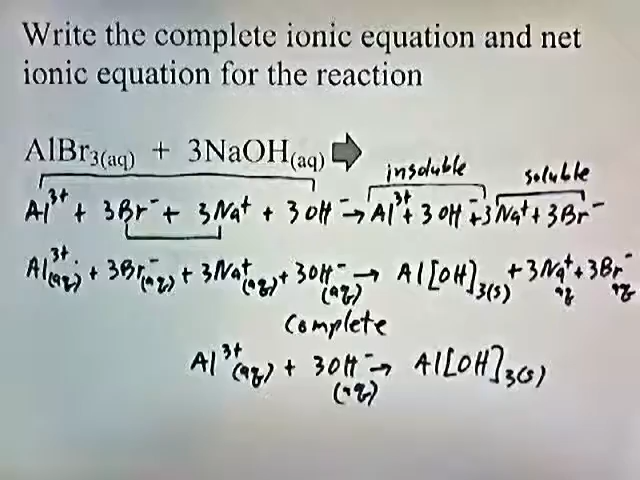 Write the complete ionic equation and net
ionic equation for the reaction
AlBr3(aq) + 3NaOH(aq) ➡
insoluble soluble
Al³⁺ + 3Br⁻ + 3Na⁺ + 3OH⁻ → Al³⁺ + 3OH⁻ + 3Na⁺ + 3Br⁻
Al³⁺(aq) + 3Br⁻(aq) + 3Na⁺(aq) + 3OH⁻(aq) → Al[OH]3(s) + 3Na⁺aq + 3Br⁻aq
Complete
Al³⁺(aq) + 3OH⁻(aq) → Al[OH]3(s)